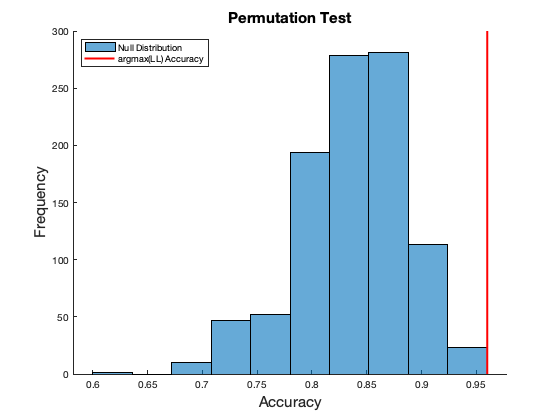 Permutation Test
Null Distribution
argmax(LL) Accuracy
Frequency
300
250
200
150
100
50
0
0.6 0.65 0.7 0.75 0.8 0.85 0.9 0.95
Accuracy